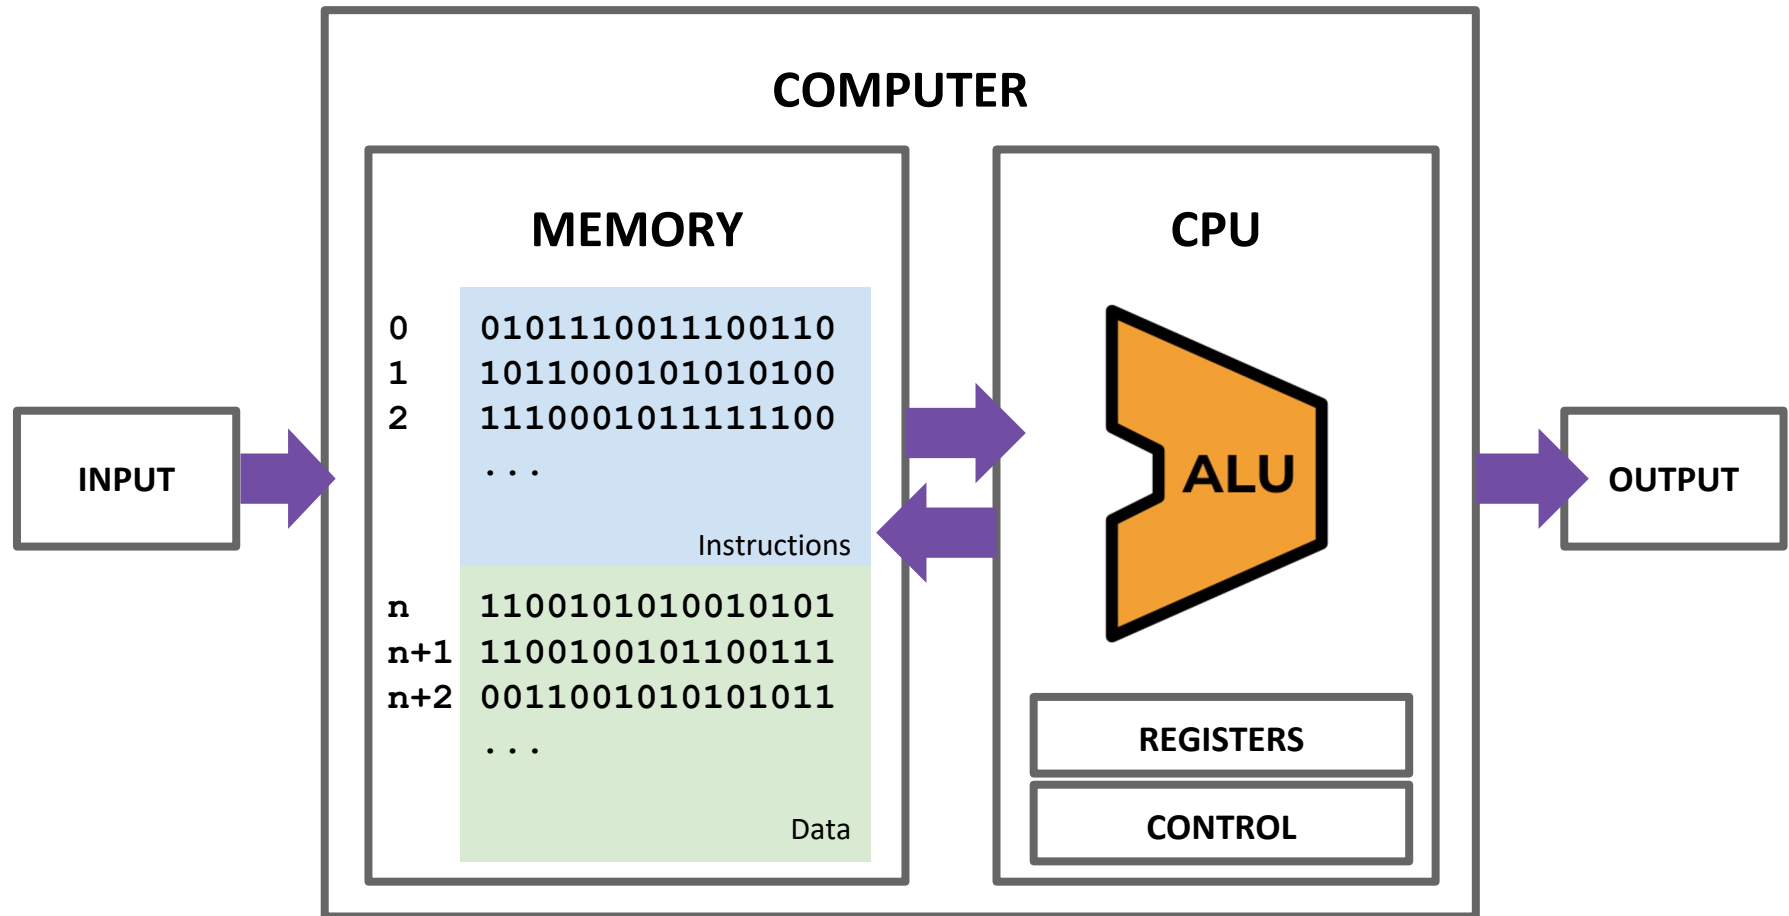 COMPUTER
MEMORY
0 0101110011100110
1 1011000101010100
2 1110001011111100
...
Instructions
n 1100101010010101
n+1 1100100101100111
n+2 0011001010101011
...
Data
CPU
ALU
REGISTERS
CONTROL
INPUT
OUTPUT